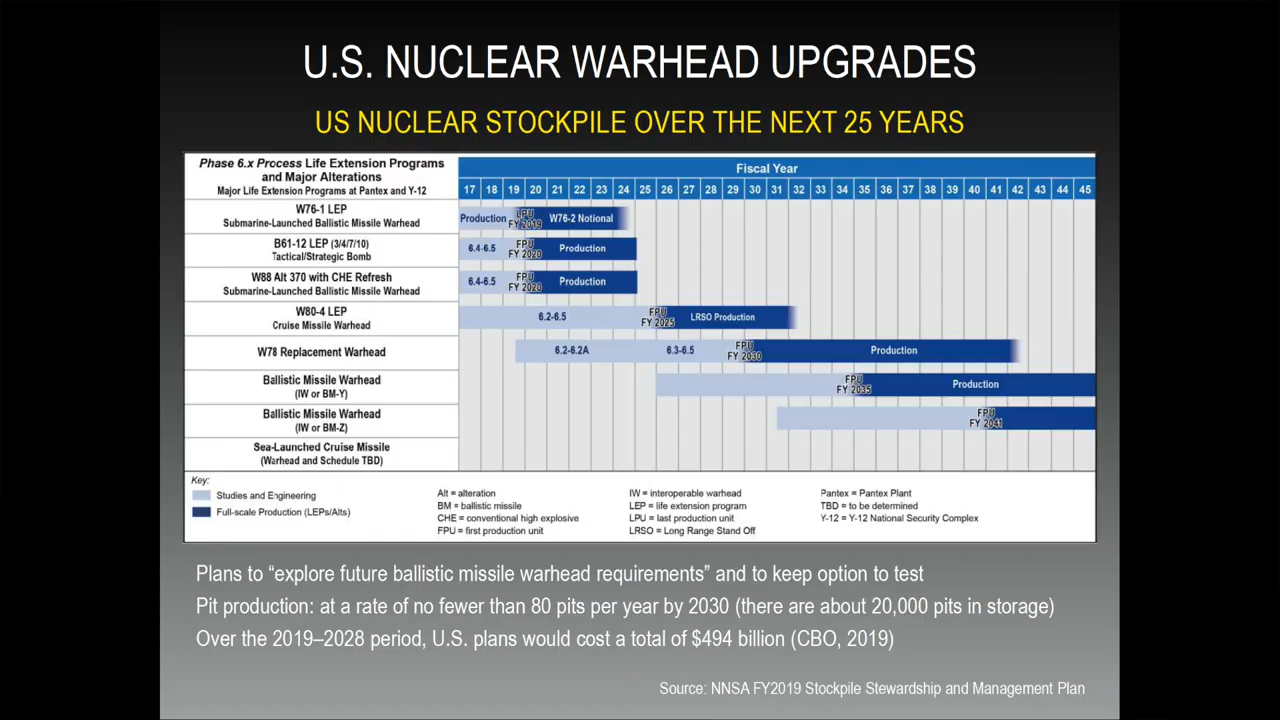 U.S. NUCLEAR WARHEAD UPGRADES
US NUCLEAR STOCKPILE OVER THE NEXT 25 YEARS
Phase 6.x Process Life Extension Programs
and Major Alterations
Major Life Extension Programs at Pantex and Y-12
Fiscal Year
17 18 19 20 21 22 23 24 25 26 27 28 29 30 31 32 33 34 35 36 37 38 39 40 41 42 43 44 45
W76-1 LEP
Submarine-Launched Ballistic Missile Warhead
Production
LPU
FY 2019
W76-2 Notional
B61-12 LEP (3/4/7/10)
Tactical/Strategic Bomb
6.4-6.5
FPU
FY 2020
Production
W88 Alt 370 with CHE Refresh
Submarine-Launched Ballistic Missile Warhead
6.4-6.5
FPU
FY 2020
Production
W80-4 LEP
Cruise Missile Warhead
6.2-6.5
FPU
FY 2025
LRSO Production
W78 Replacement Warhead
6.2-6.2A
6.3-6.5
FPU
FY 2030
Production
Ballistic Missile Warhead
(IW or BM-Y)
FPU
FY 2035
Production
Ballistic Missile Warhead
(IW or BM-Z)
FPU
FY 2041
Sea-Launched Cruise Missile
(Warhead and Schedule TBD)
Key:
Studies and Engineering
Full-scale Production (LEPs/Alts)
Alt = alteration
BM = ballistic missile
CHE = conventional high explosive
FPU = first production unit
IW = interoperable warhead
LEP = life extension program
LPU = last production unit
LRSO = Long Range Stand Off
Pantex = Pantex Plant
TBD = to be determined
Y-12 = Y-12 National Security Complex
Plans to “explore future ballistic missile warhead requirements” and to keep option to test
Pit production: at a rate of no fewer than 80 pits per year by 2030 (there are about 20,000 pits in storage)
Over the 2019–2028 period, U.S. plans would cost a total of $494 billion (CBO, 2019)
Source: NNSA FY2019 Stockpile Stewardship and Management Plan